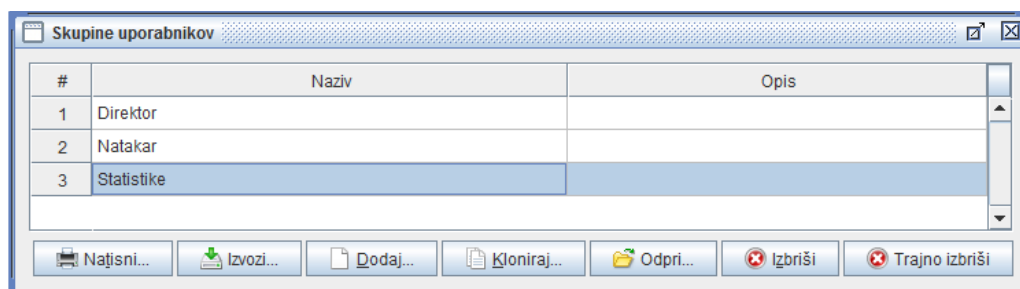 Skupine uporabnikov
# Naziv Opis
1 Direktor
2 Natakar
3 Statistike
Natisni... Izvozi... Dodaj... Kloniraj... Odpri... Izbriši Trajno izbriši